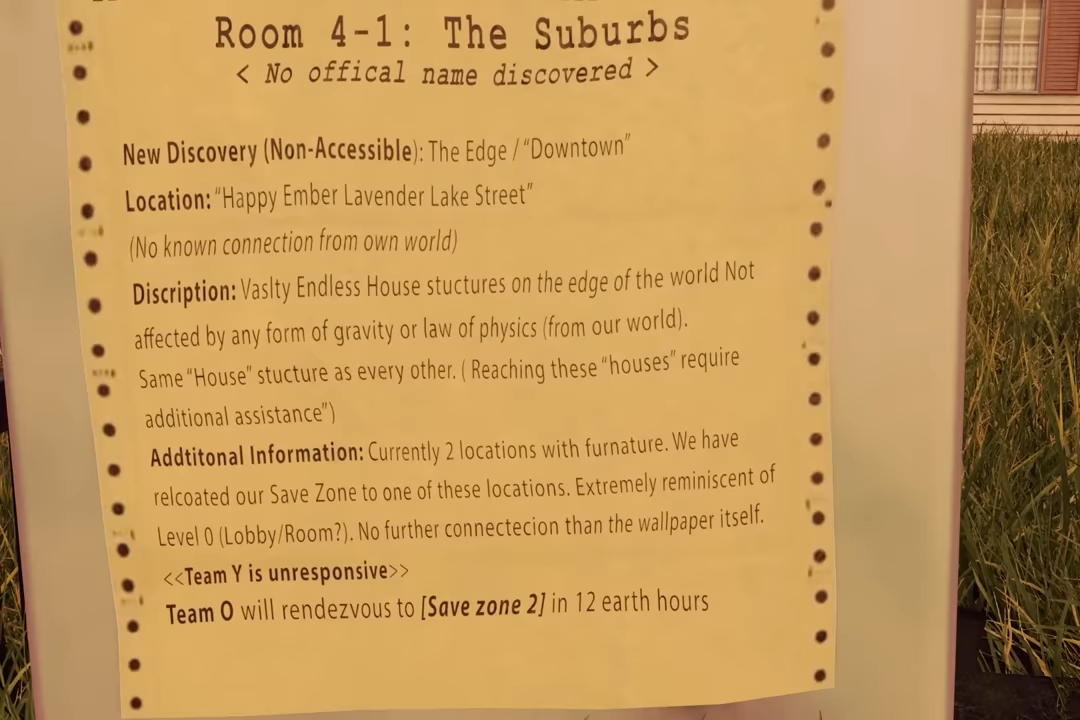 Room 4-1: The Suburbs
< No offical name discovered >
New Discovery (Non-Accessible): The Edge / “Downtown”
Location: “Happy Ember Lavender Lake Street”
(No known connection from own world)
Discription: Vaslty Endless House stuctures on the edge of the world Not
affected by any form of gravity or law of physics (from our world).
Same “House” stucture as every other. ( Reaching these “houses” require
additional assistance”)
Addtitonal Information: Currently 2 locations with furnature. We have
relcoated our Save Zone to one of these locations. Extremely reminiscent of
Level 0 (Lobby/Room?). No further connectecion than the wallpaper itself.
<<Team Y is unresponsive>>
Team O will rendezvous to [Save zone 2] in 12 earth hours